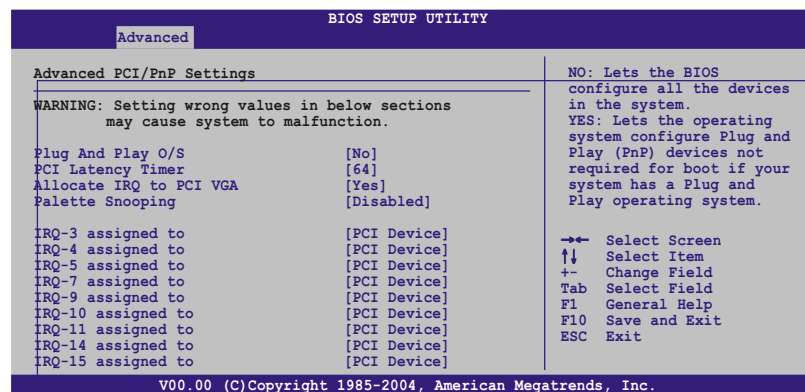 BIOS SETUP UTILITY
Advanced
Advanced PCI/PnP Settings
WARNING: Setting wrong values in below sections
may cause system to malfunction.
Plug And Play O/S [No]
PCI Latency Timer [64]
Allocate IRQ to PCI VGA [Yes]
Palette Snooping [Disabled]
IRQ-3 assigned to [PCI Device]
IRQ-4 assigned to [PCI Device]
IRQ-5 assigned to [PCI Device]
IRQ-7 assigned to [PCI Device]
IRQ-9 assigned to [PCI Device]
IRQ-10 assigned to [PCI Device]
IRQ-11 assigned to [PCI Device]
IRQ-14 assigned to [PCI Device]
IRQ-15 assigned to [PCI Device]
NO: Lets the BIOS
configure all the devices
in the system.
YES: Lets the operating
system configure Plug and
Play (PnP) devices not
required for boot if your
system has a Plug and
Play operating system.
→← Select Screen
↑↓ Select Item
+- Change Field
Tab Select Field
F1 General Help
F10 Save and Exit
ESC Exit
V00.00 (C)Copyright 1985-2004, American Megatrends, Inc.